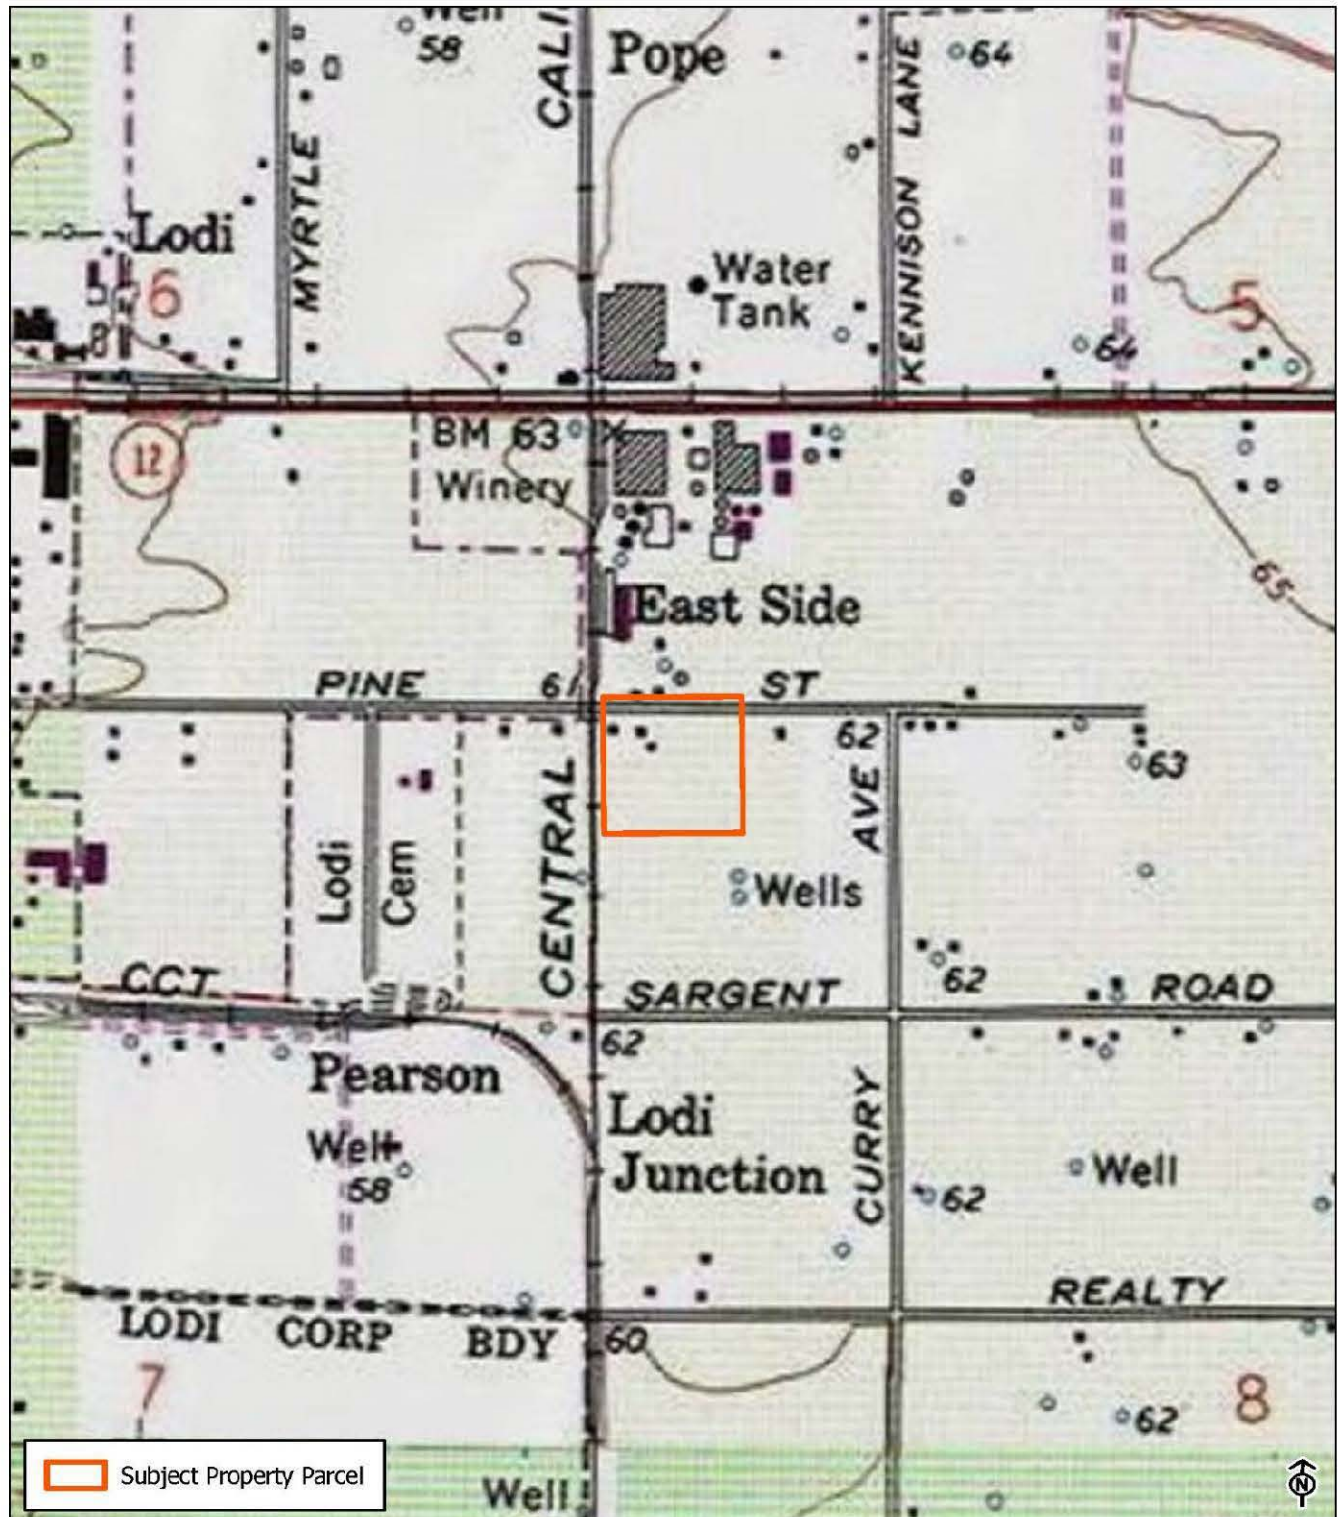 Well
58
CALI
Pope
64
KENNISON LANE
MYRTLE
Lodi
6
Water
Tank
5
64
12
BM 63
Winery
65
East Side
PINE
61
ST
62
63
CENTRAL
AVE
Lodi
Cem
Wells
CCT
SARGENT
62
ROAD
62
Pearson
Lodi
Junction
CURRY
Well
68
Well
62
REALTY
LODI CORP BDY
60
7
8
62
Well
Subject Property Parcel
N